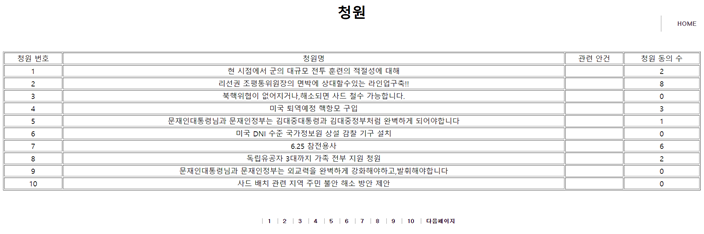 청원
HOME
청원 번호 청원명 관련 안건 청원 동의 수
1 현 시점에서 군의 대규모 전투 훈련의 적절성에 대해 2
2 리선권 조평통위원장의 면박에 상대할수있는 라인업구축!! 8
3 북핵위협이 없어지거나,해소되면 사드 철수 가능합니다. 0
4 미국 퇴역예정 핵항모 구입 3
5 문재인대통령님과 문재인정부는 김대중대통령과 김대중정부처럼 완벽하게 되어야합니다 1
6 미국 DNI 수준 국가정보원 상설 감찰 기구 설치 0
7 6.25 참전용사 6
8 독립유공자 3대까지 가족 전부 지원 청원 2
9 문재인대통령님과 문재인정부는 외교력을 완벽하게 강화해야하고,발휘해야합니다 0
10 사드 배치 관련 지역 주민 불안 해소 방안 제안 0
| 1 | 2 | 3 | 4 | 5 | 6 | 7 | 8 | 9 | 10 | 다음페이지